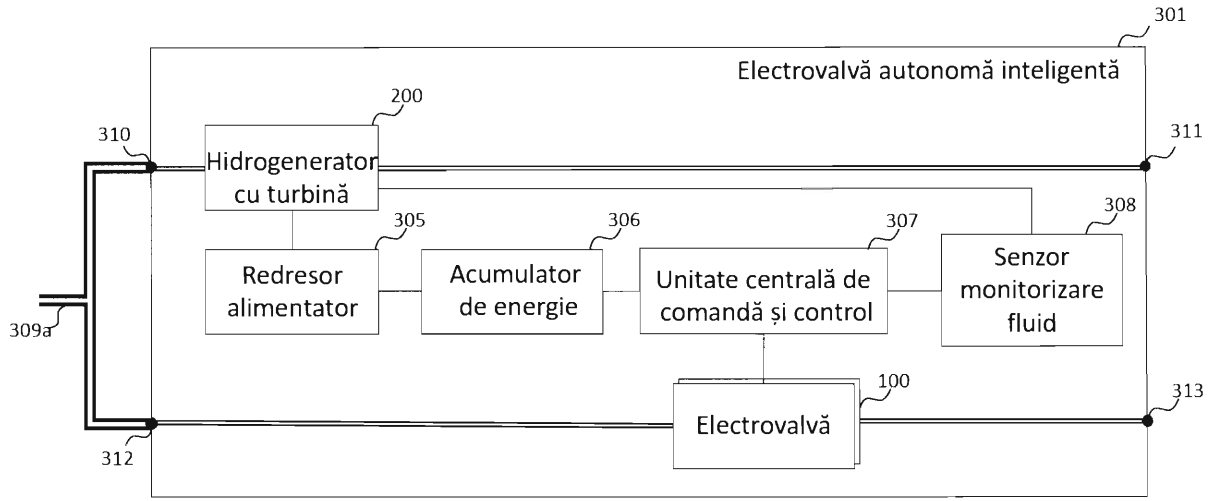 301
Electrovalvă autonomă inteligentă
200
310
Hidrogenerator
cu turbină
311
305
306
307
308
Redresor
alimentator
Acumulator
de energie
Unitate centrală de
comandă și control
Senzor
monitorizare
fluid
309a
100
Electrovalvă
313
312